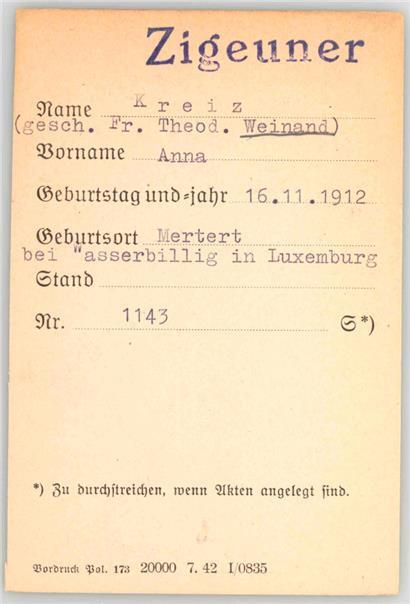 Zigeuner
Name K r e i z
(gesch. Fr. Theod. Weinand)
Vorname Anna
Geburtstag und =jahr 16.11.1912
Geburtsort Mertert
bei "asserbillig in Luxemburg
Stand
Nr. 1143 S*)
*) Zu durchstreichen, wenn Akten angelegt sind.
Vordruck Pol. 173 20000 7. 42 I/0835